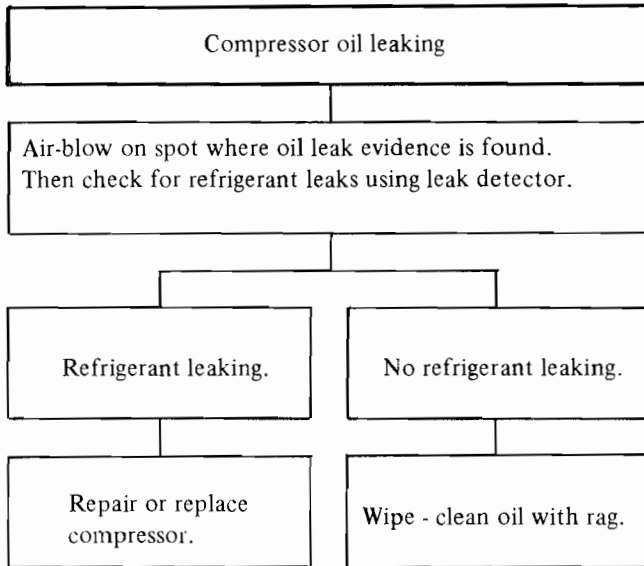 Compressor oil leaking
Air-blow on spot where oil leak evidence is found.
Then check for refrigerant leaks using leak detector.
Refrigerant leaking.
No refrigerant leaking.
Repair or replace
compressor.
Wipe - clean oil with rag.